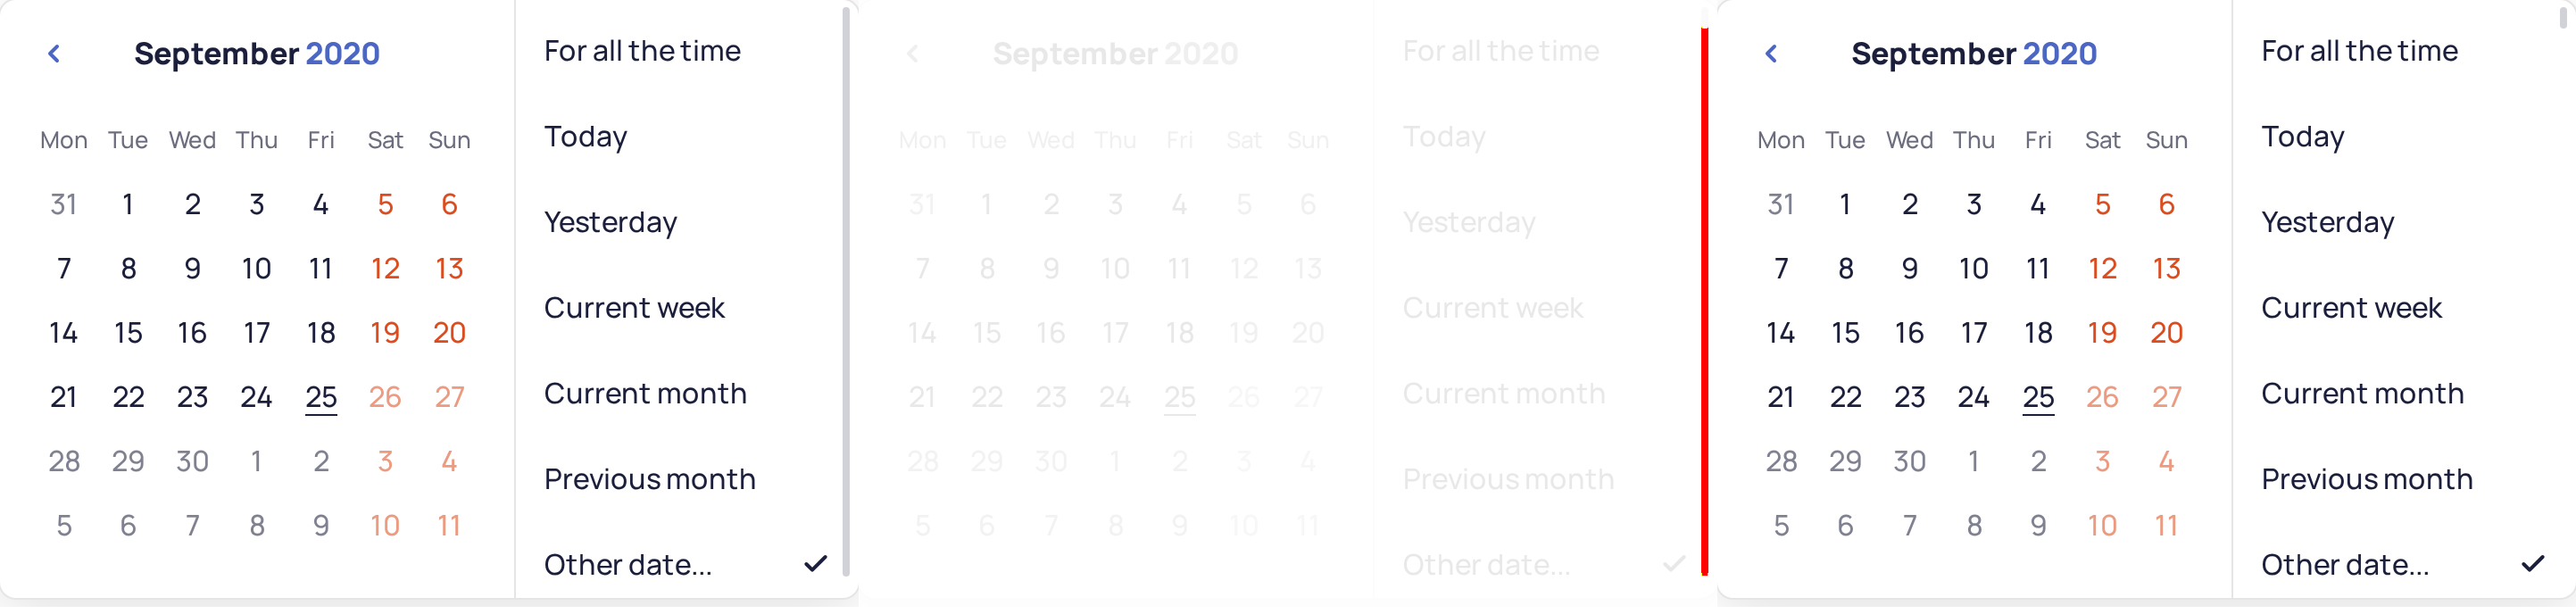 September 2020
Mon Tue Wed Thu Fri Sat Sun
31 1 2 3 4 5 6
7 8 9 10 11 12 13
14 15 16 17 18 19 20
21 22 23 24 25 26 27
28 29 30 1 2 3 4
5 6 7 8 9 10 11
For all the time
Today
Yesterday
Current week
Current month
Previous month
Other date...
September 2020
Mon Tue Wed Thu Fri Sat Sun
31 1 2 3 4 5 6
7 8 9 10 11 12 13
14 15 16 17 18 19 20
21 22 23 24 25 26 27
28 29 30 1 2 3 4
5 6 7 8 9 10 11
For all the time
Today
Yesterday
Current week
Current month
Previous month
Other date...
September 2020
Mon Tue Wed Thu Fri Sat Sun
31 1 2 3 4 5 6
7 8 9 10 11 12 13
14 15 16 17 18 19 20
21 22 23 24 25 26 27
28 29 30 1 2 3 4
5 6 7 8 9 10 11
For all the time
Today
Yesterday
Current week
Current month
Previous month
Other date...